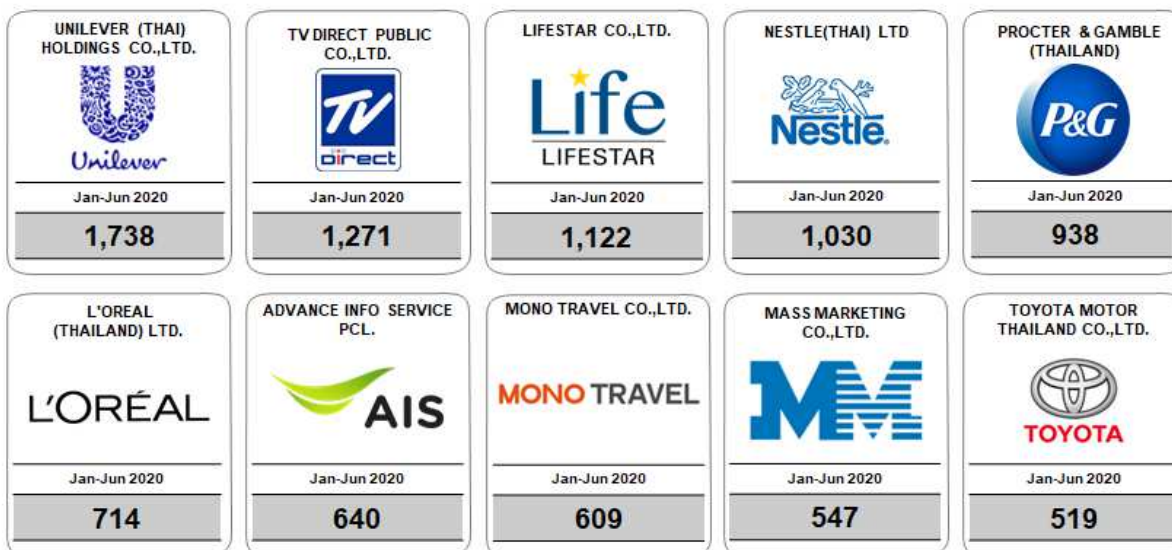 UNILEVER (THAI)
HOLDINGS CO.,LTD.
Unilever
Jan-Jun 2020
1,738
TV DIRECT PUBLIC
CO.,LTD.
TV
Direct
Jan-Jun 2020
1,271
LIFESTAR CO.,LTD.
Life
LIFESTAR
Jan-Jun 2020
1,122
NESTLE(THAI) LTD
Nestlé
Jan-Jun 2020
1,030
PROCTER & GAMBLE
(THAILAND)
P&G
Jan-Jun 2020
938
L'OREAL
(THAILAND) LTD.
L'ORÉAL
Jan-Jun 2020
714
ADVANCE INFO SERVICE
PCL.
AIS
Jan-Jun 2020
640
MONO TRAVEL CO.,LTD.
MONO TRAVEL
Jan-Jun 2020
609
MASS MARKETING
CO.,LTD.
MM
Jan-Jun 2020
547
TOYOTA MOTOR
THAILAND CO.,LTD.
TOYOTA
Jan-Jun 2020
519